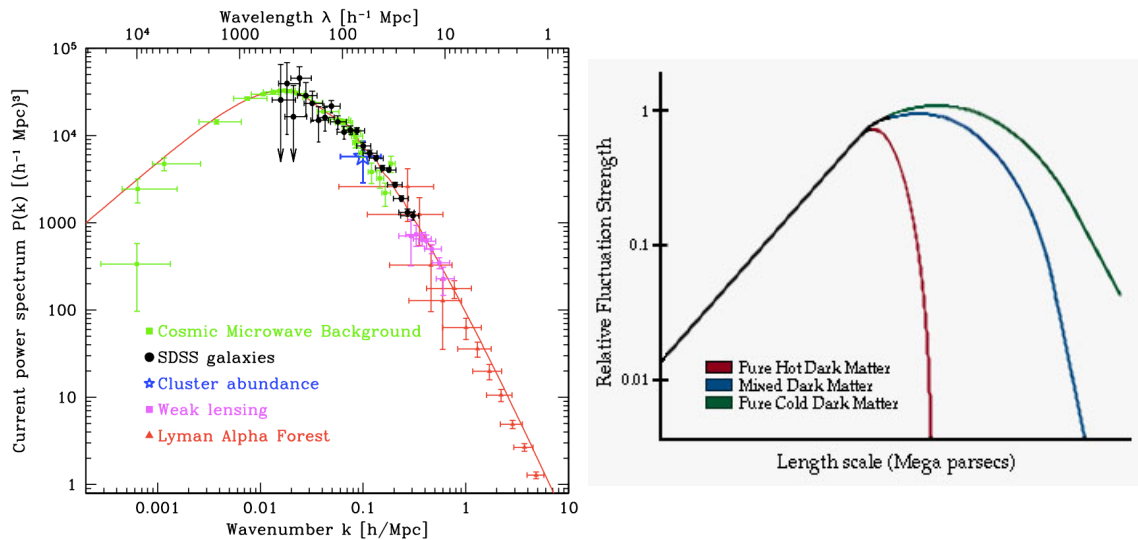 Wavelength λ [h⁻¹ Mpc]
10⁴ 1000 100 10 1
Current power spectrum P(k) [(h⁻¹ Mpc)³]
10⁵
10⁴
1000
100
10
1
Cosmic Microwave Background
SDSS galaxies
Cluster abundance
Weak lensing
Lyman Alpha Forest
0.001 0.01 0.1 1 10
Wavenumber k [h/Mpc]
Relative Fluctuation Strength
1
0.1
0.01
Pure Hot Dark Matter
Mixed Dark Matter
Pure Cold Dark Matter
Length scale (Mega parsecs)